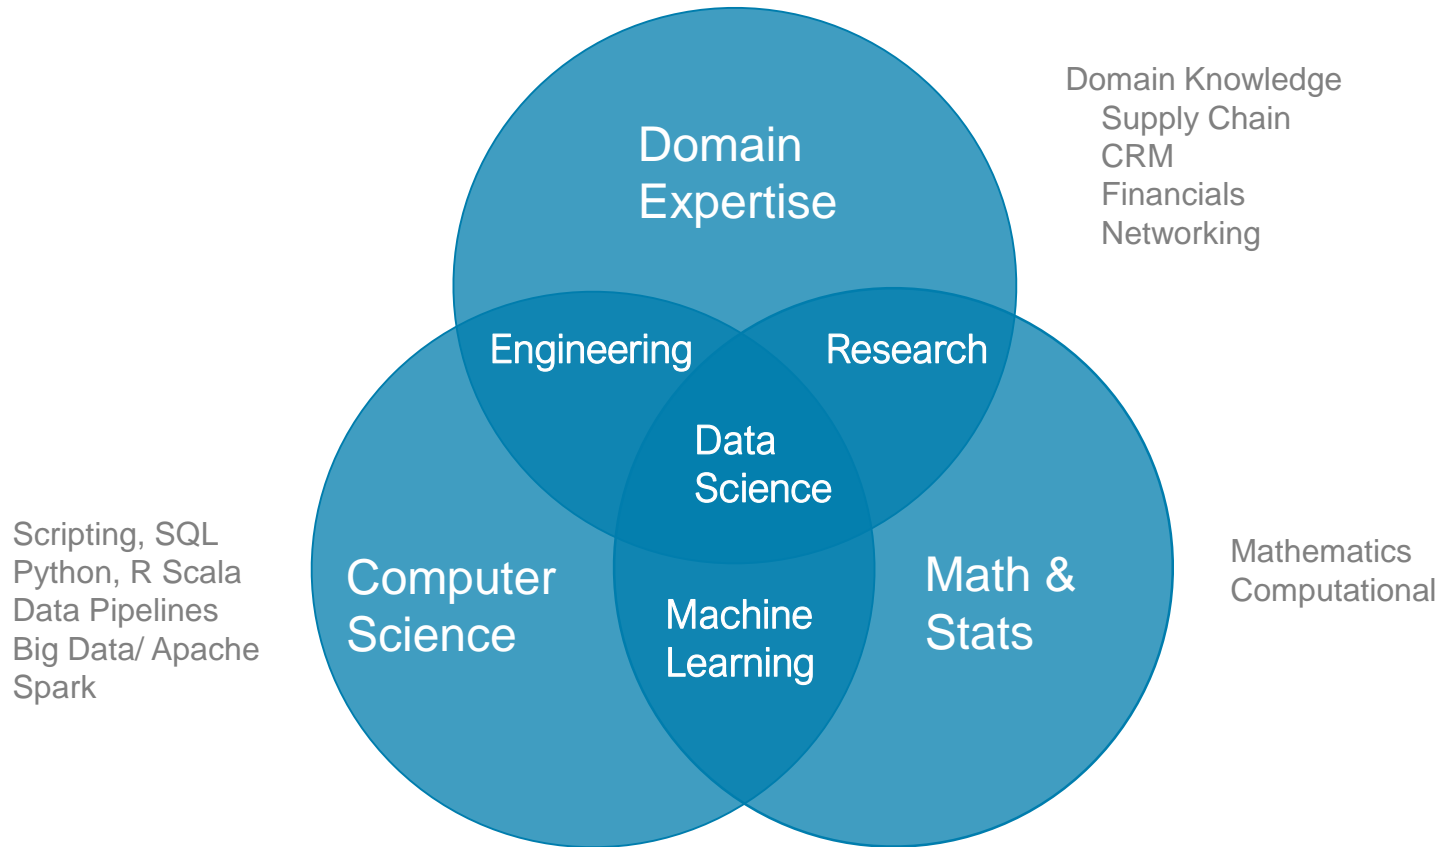 Domain Knowledge
Supply Chain
CRM
Financials
Networking
Domain
Expertise
Engineering
Research
Data
Science
Scripting, SQL
Python, R Scala
Data Pipelines
Big Data/ Apache
Spark
Computer
Science
Machine
Learning
Math &
Stats
Mathematics
Computational